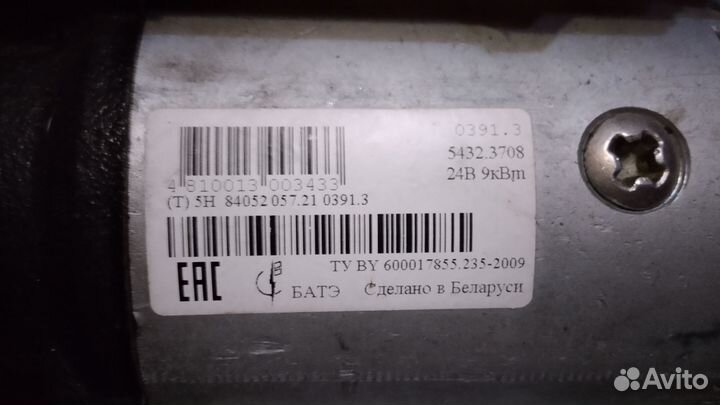 0391.3
5432.3708
4 810013 003433
24В 9кВт
(Т) 5Н 84052 057.21 0391.3
ТУ BY 600017855.235-2009
ЕАС
БАТЭ Сделано в Беларуси
Avito